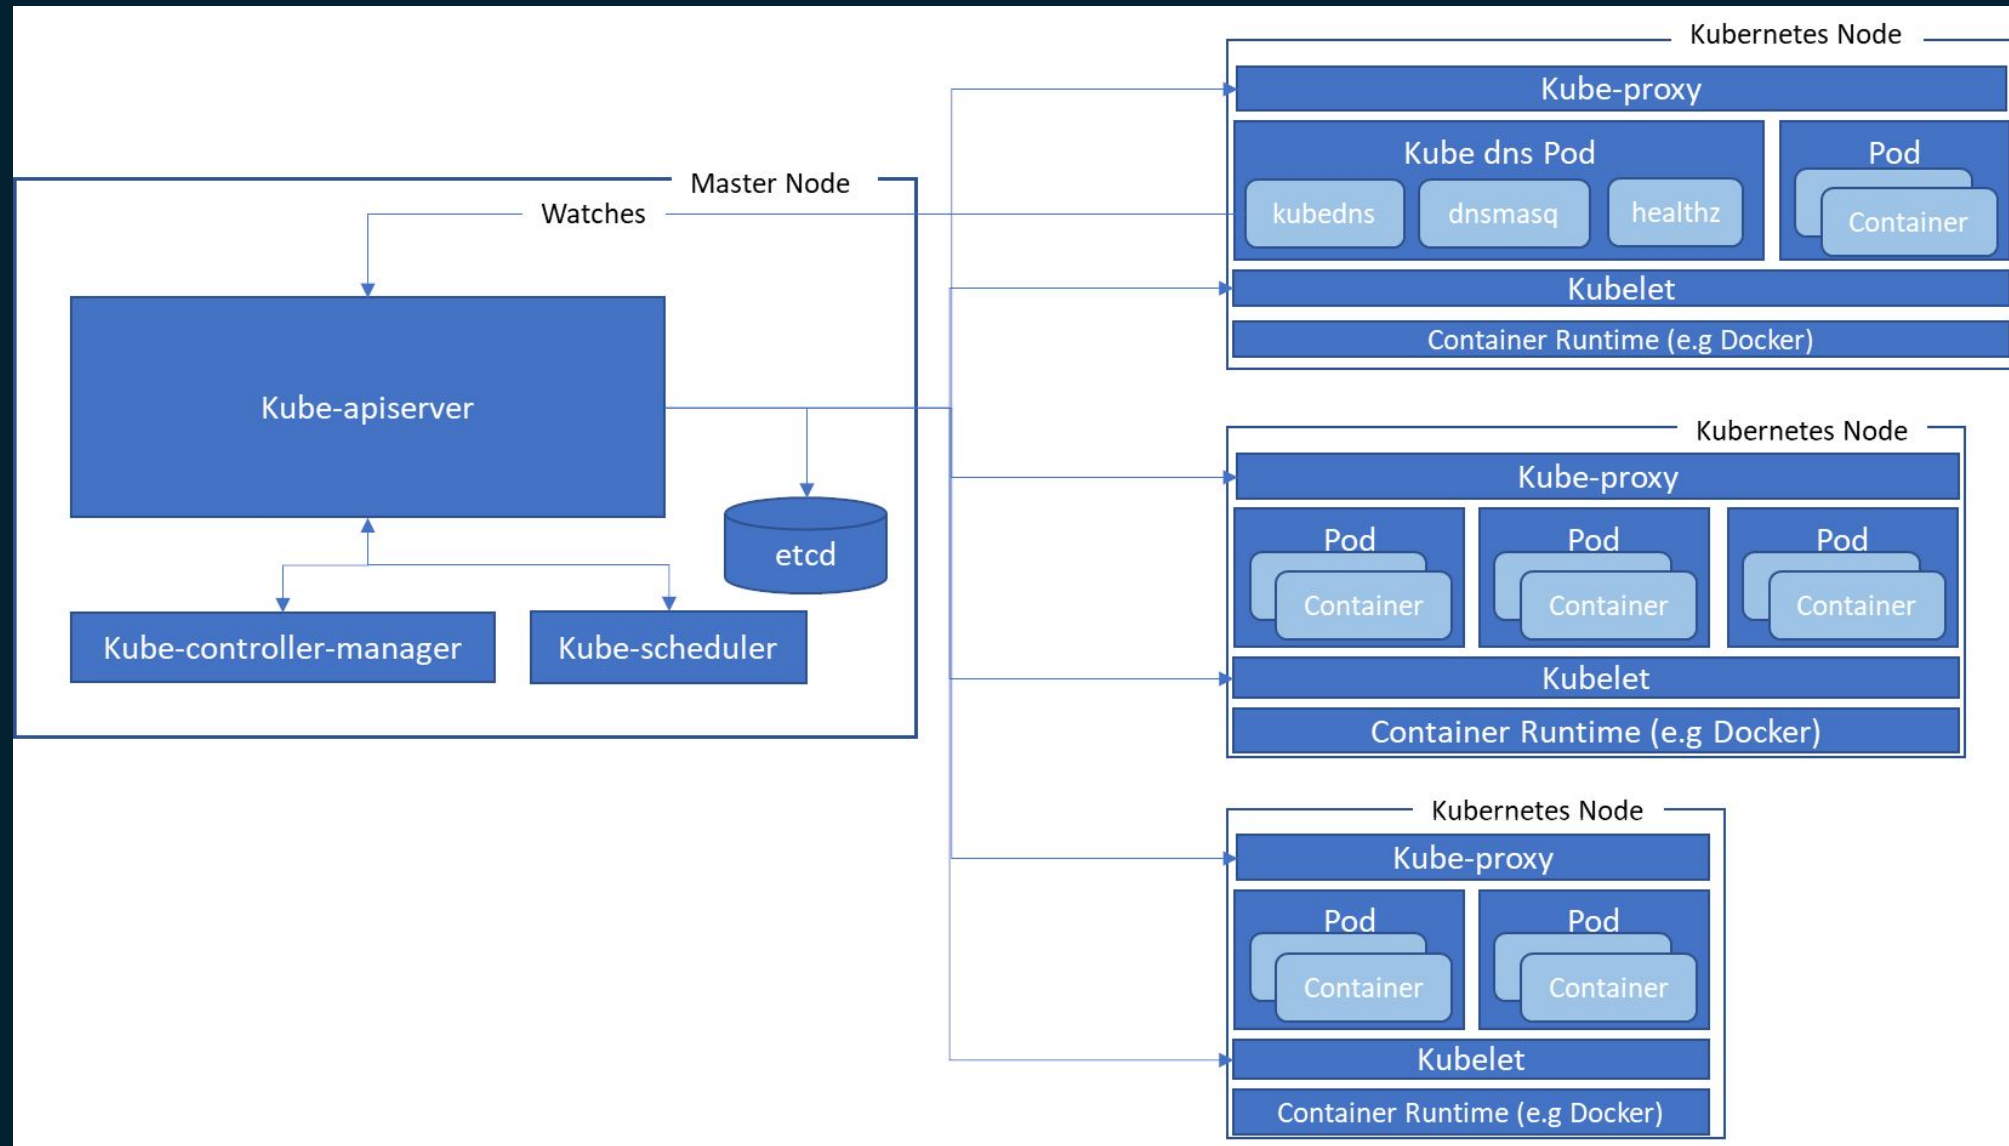 Master Node
Watches
Kube-apiserver
etcd
Kube-controller-manager
Kube-scheduler
Kubernetes Node
Kube-proxy
Kube dns Pod
kubedns
dnsmasq
healthz
Pod
Container
Kubelet
Container Runtime (e.g Docker)
Kubernetes Node
Kube-proxy
Pod
Container
Pod
Container
Pod
Container
Kubelet
Container Runtime (e.g Docker)
Kubernetes Node
Kube-proxy
Pod
Container
Pod
Container
Kubelet
Container Runtime (e.g Docker)